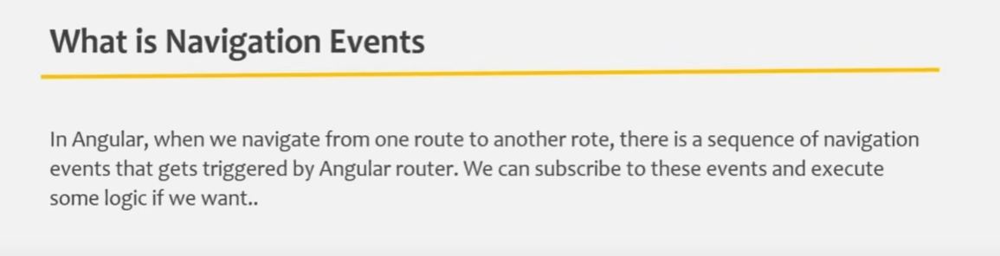 What is Navigation Events
In Angular, when we navigate from one route to another rote, there is a sequence of navigation
events that gets triggered by Angular router. We can subscribe to these events and execute
some logic if we want..